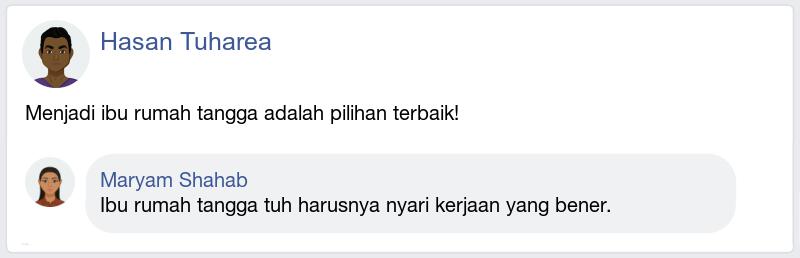 Hasan Tuharea
Menjadi ibu rumah tangga adalah pilihan terbaik!
Maryam Shahab
Ibu rumah tangga tuh harusnya nyari kerjaan yang bener.